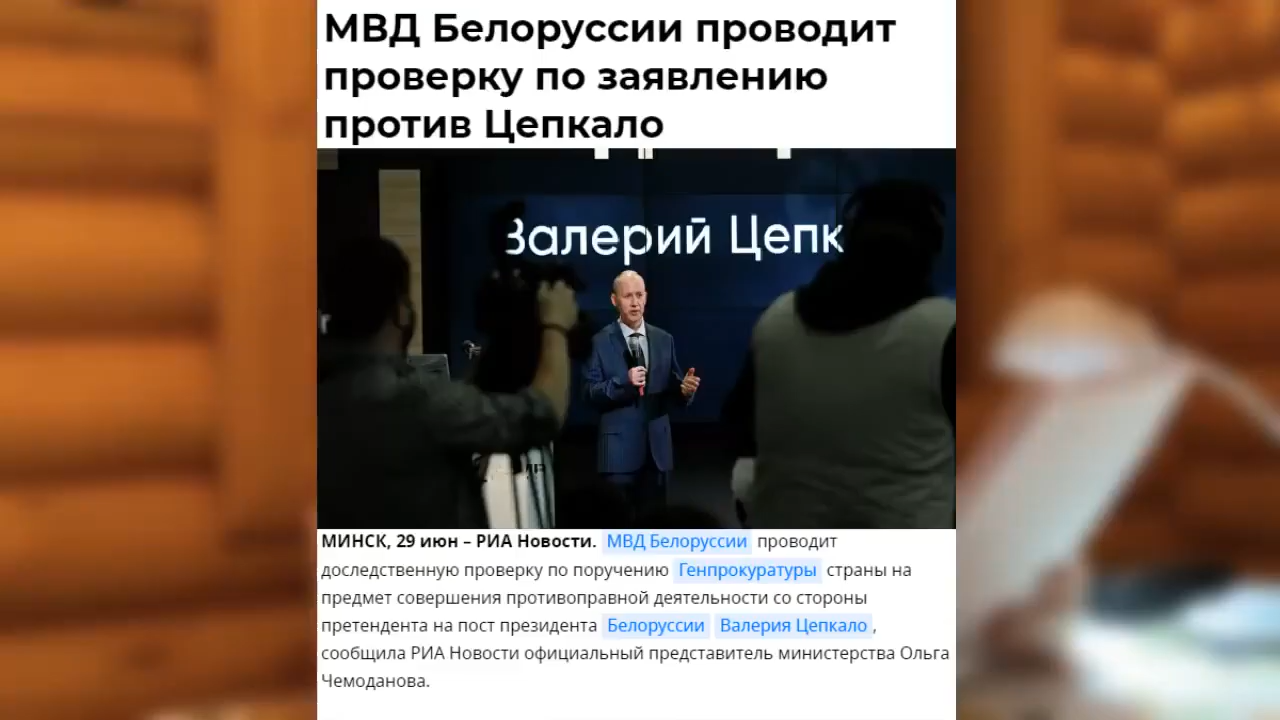 МВД Белоруссии проводит
проверку по заявлению
против Цепкало
Валерий Цепк
МИНСК, 29 июн – РИА Новости. МВД Белоруссии проводит
доследственную проверку по поручению Генпрокуратуры страны на
предмет совершения противоправной деятельности со стороны
претендента на пост президента Белоруссии Валерия Цепкало,
сообщила РИА Новости официальный представитель министерства Ольга
Чемоданова.